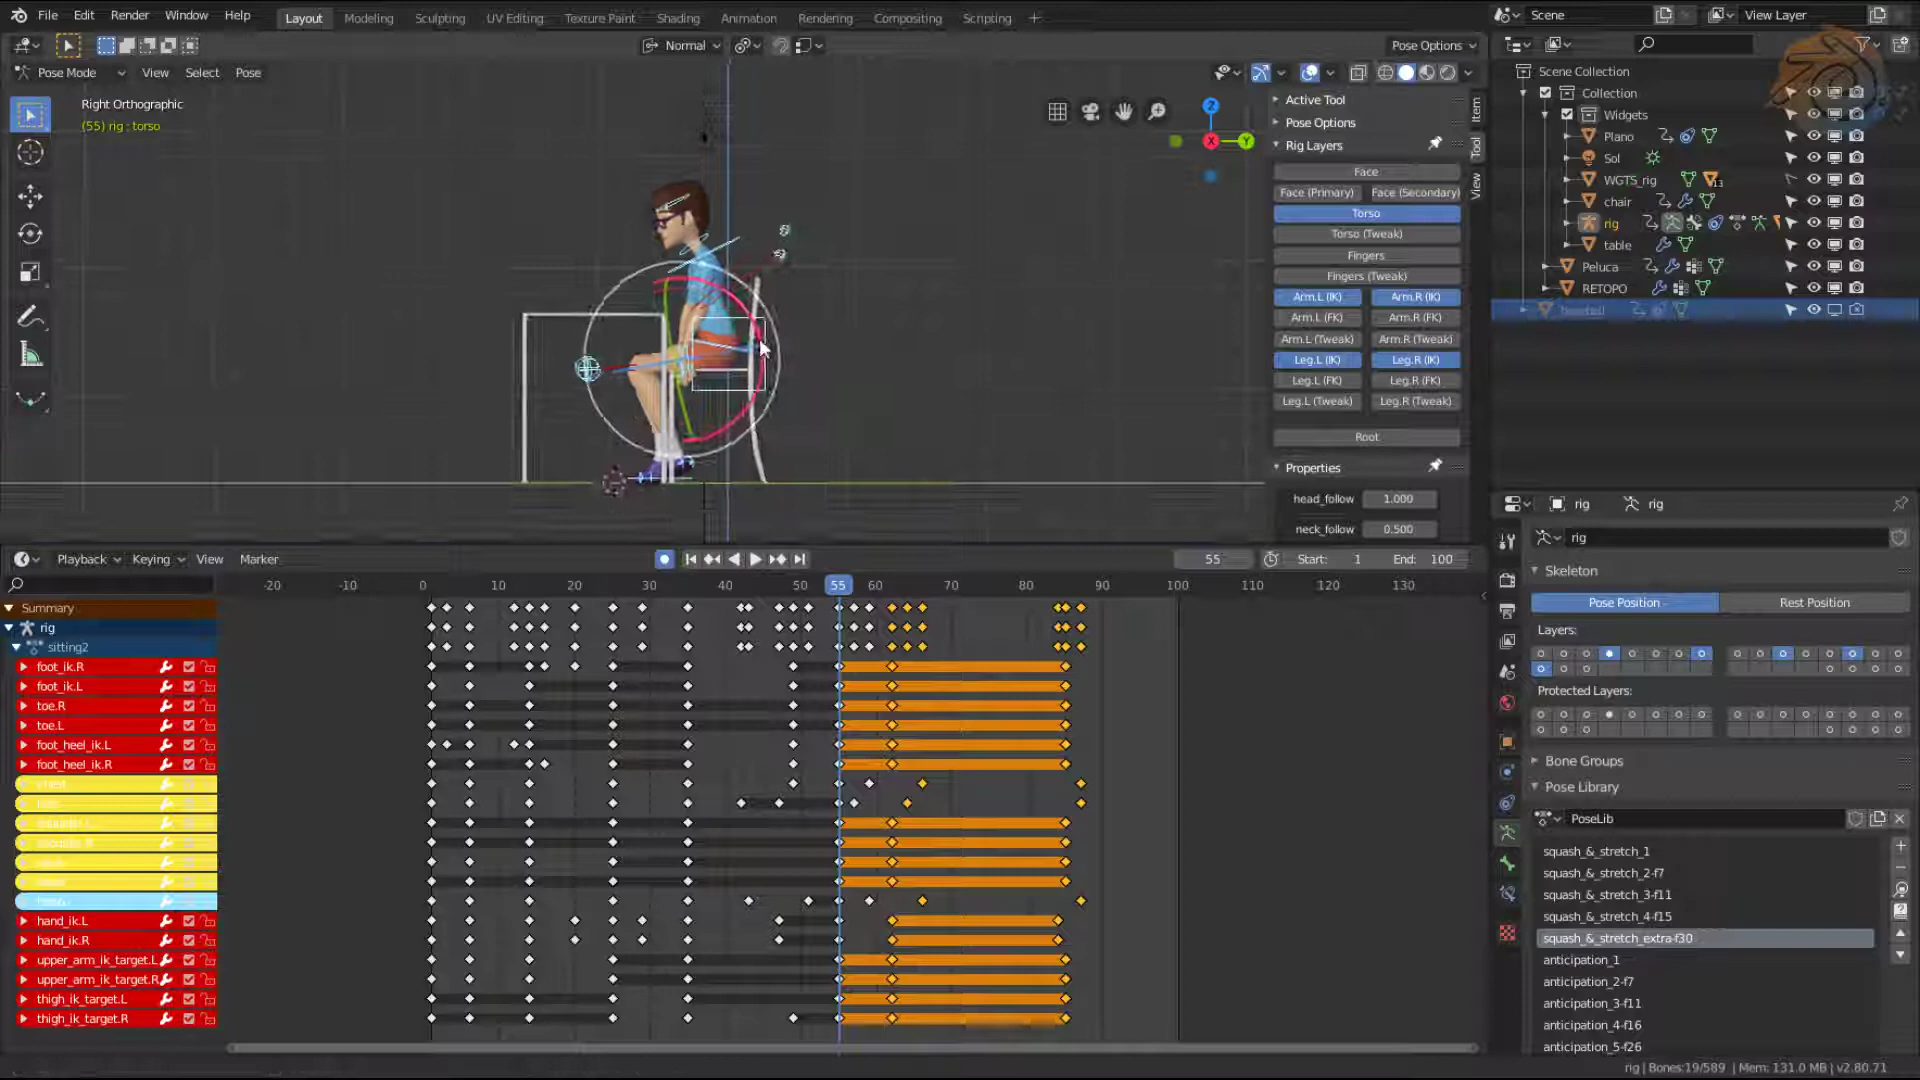 File Edit Render Window Help Layout Modeling Sculpting UV Editing Texture Paint Shading Animation Rendering Compositing Scripting + Scene View Layer
Normal Pose Options
Pose Mode View Select Pose
Right Orthographic
(55) rig : torso
Z
X
Y
Active Tool
Pose Options
Rig Layers
Face
Face (Primary) Face (Secondary)
Torso
Torso (Tweak)
Fingers
Fingers (Tweak)
Arm.L (IK) Arm.R (IK)
Arm.L (FK) Arm.R (FK)
Arm.L (Tweak) Arm.R (Tweak)
Leg.L (IK) Leg.R (IK)
Leg.L (FK) Leg.R (FK)
Leg.L (Tweak) Leg.R (Tweak)
Root
Properties
head_follow 1.000
neck_follow 0.500
Item
Tool
View
Scene Collection
Collection
Widgets
Plano
Sol
WGTS_rig 13
chair
rig
table
Peluca
RETOPO
rig rig
rig
Skeleton
Pose Position Rest Position
Layers:
Protected Layers:
Bone Groups
Pose Library
PoseLib
squash_&_stretch_1
squash_&_stretch_2-f7
squash_&_stretch_3-f11
squash_&_stretch_4-f15
squash_&_stretch_extra-f30
anticipation_1
anticipation_2-f7
anticipation_3-f11
anticipation_4-f16
anticipation_5-f26
Playback Keying View Marker 55 Start: 1 End: 100
-20 -10 0 10 20 30 40 50 55 60 70 80 90 100 110 120 130
Summary
rig
sitting2
foot_ik.R
foot_ik.L
toe.R
toe.L
foot_heel_ik.L
foot_heel_ik.R
hand_ik.L
hand_ik.R
upper_arm_ik_target.L
upper_arm_ik_target.R
thigh_ik_target.L
thigh_ik_target.R
rig | Bones:19/589 | Mem: 131.0 MB | v2.80.71